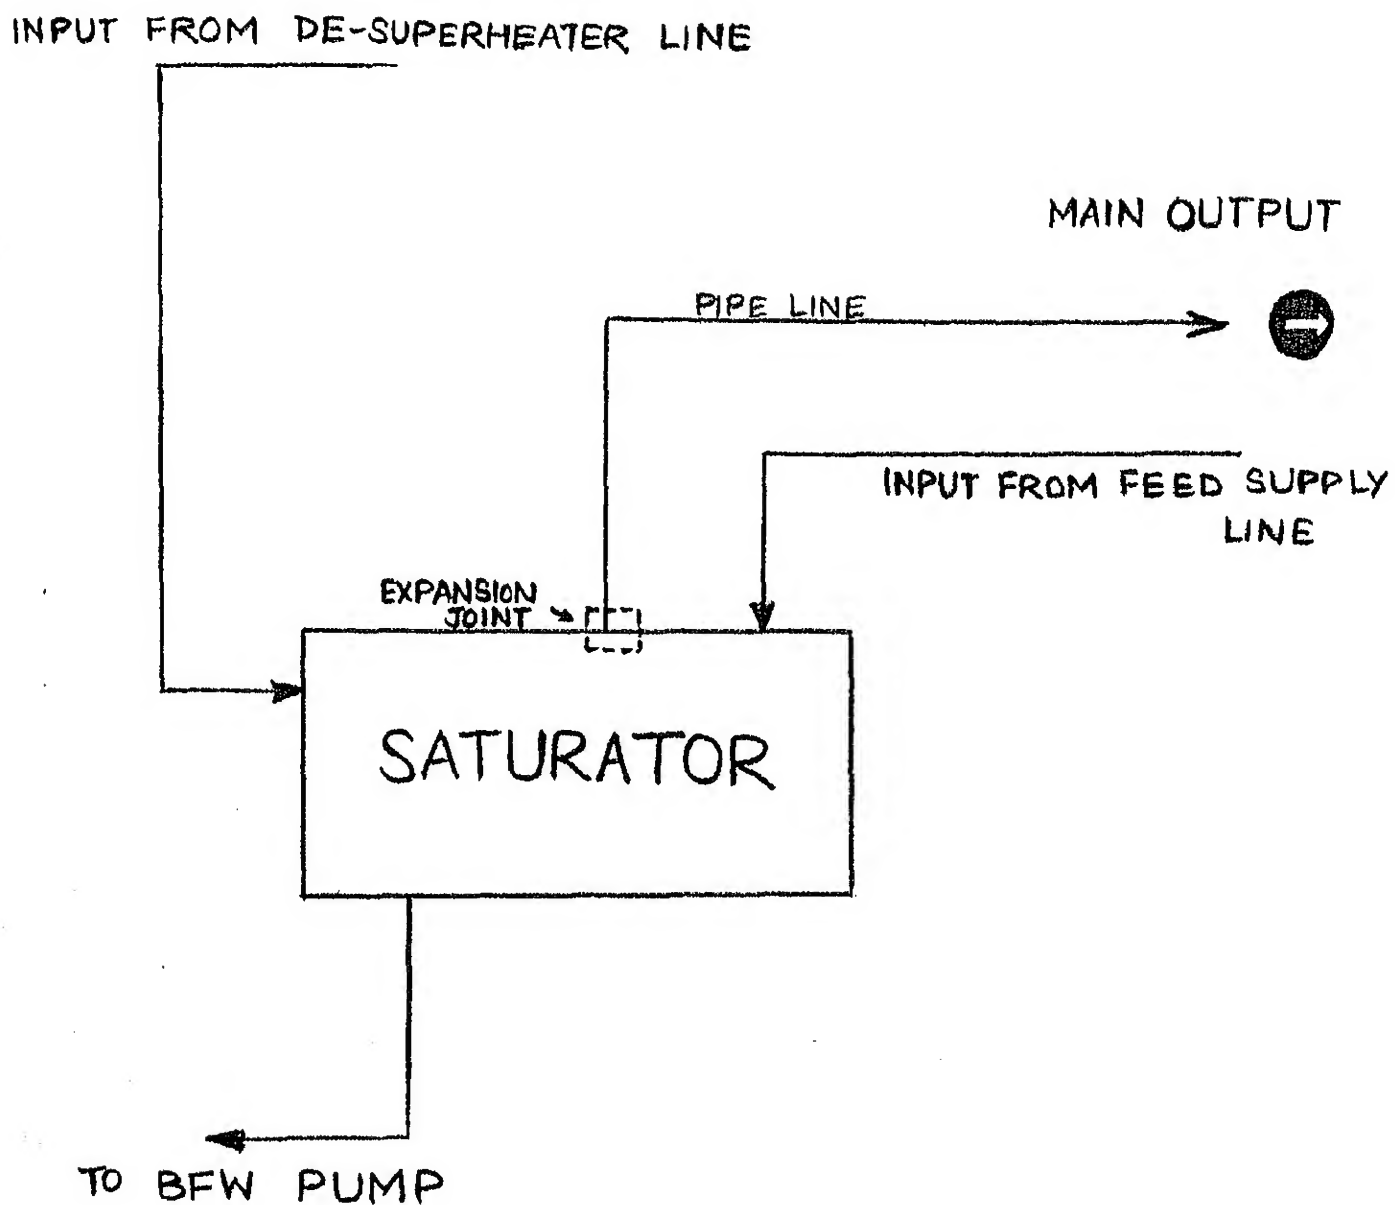 INPUT FROM DE-SUPERHEATER LINE
MAIN OUTPUT
PIPE LINE
INPUT FROM FEED SUPPLY
LINE
EXPANSION
JOINT
SATURATOR
TO BFW PUMP